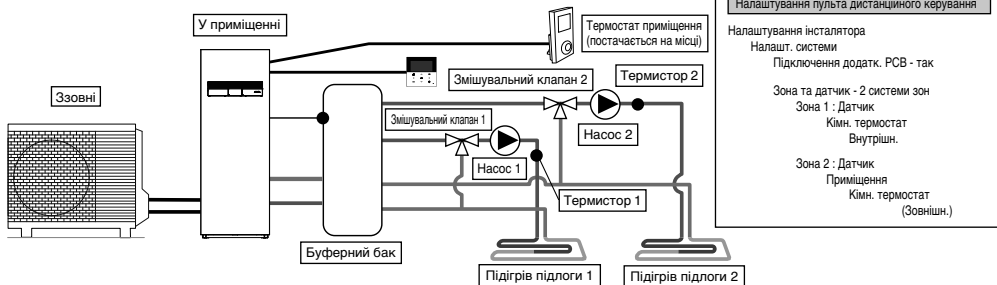 Налаштування пульта дистанційного керування
У приміщенні
Термостат приміщення
(постачається на місці)
Налаштування інсталятора
Налашт. системи
Підключення додатк. PCB - так
Зона та датчик - 2 системи зон
Зона 1 : Датчик
Кімн. термостат
Внутрішн.
Зона 2 : Датчик
Приміщення
Кімн. термостат
(Зовнішн.)
Ззовні
Змішувальний клапан 2
Термистор 2
Змішувальний клапан 1
Насос 2
Насос 1
Термистор 1
Буферний бак
Підігрів підлоги 1
Підігрів підлоги 2